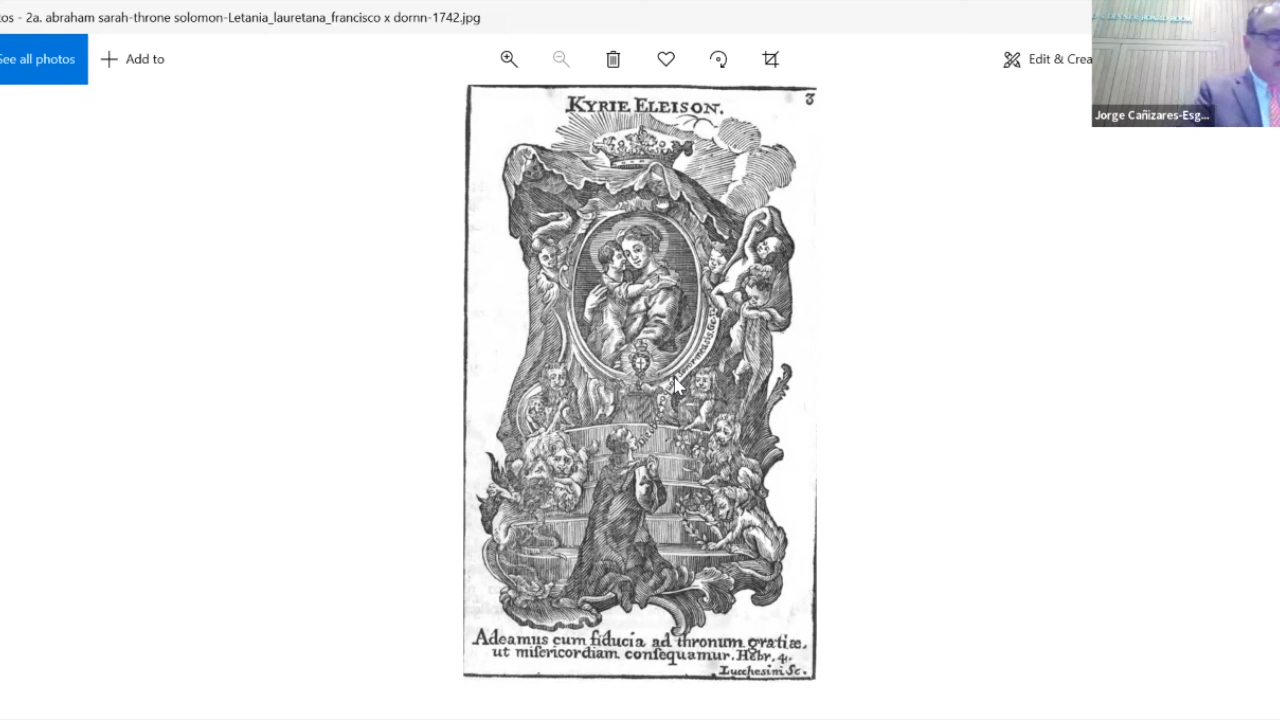 os - 2a. abraham sarah-throne solomon-Letania_lauretana_francisco x dornn-1742.jpg
See all photos
Add to
Edit & Crea
Jorge Cañizares-Esg...
KYRIE ELEISON.
3
Adeamus cum fiducia ad thronum gratiæ,
ut miſericordiam conſequamur. Hebr. 4.
Lucchesini Sc.